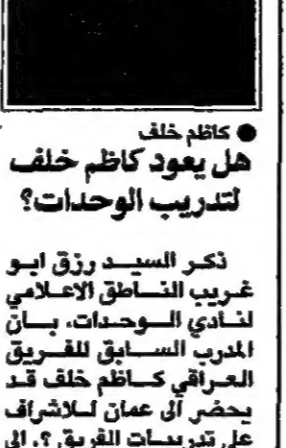 ● كاظم خلف
هل يعود كاظم خلف
لتدريب الوحدات؟
ذكر السيد رزق ابو
غريب الناطق الاعلامي
لنادي الوحدات، بان
المدرب السابق للفريق
العراقي كاظم خلف قد
يحضر الى عمان للاشراف
على تدريبات الفريق؟. الى